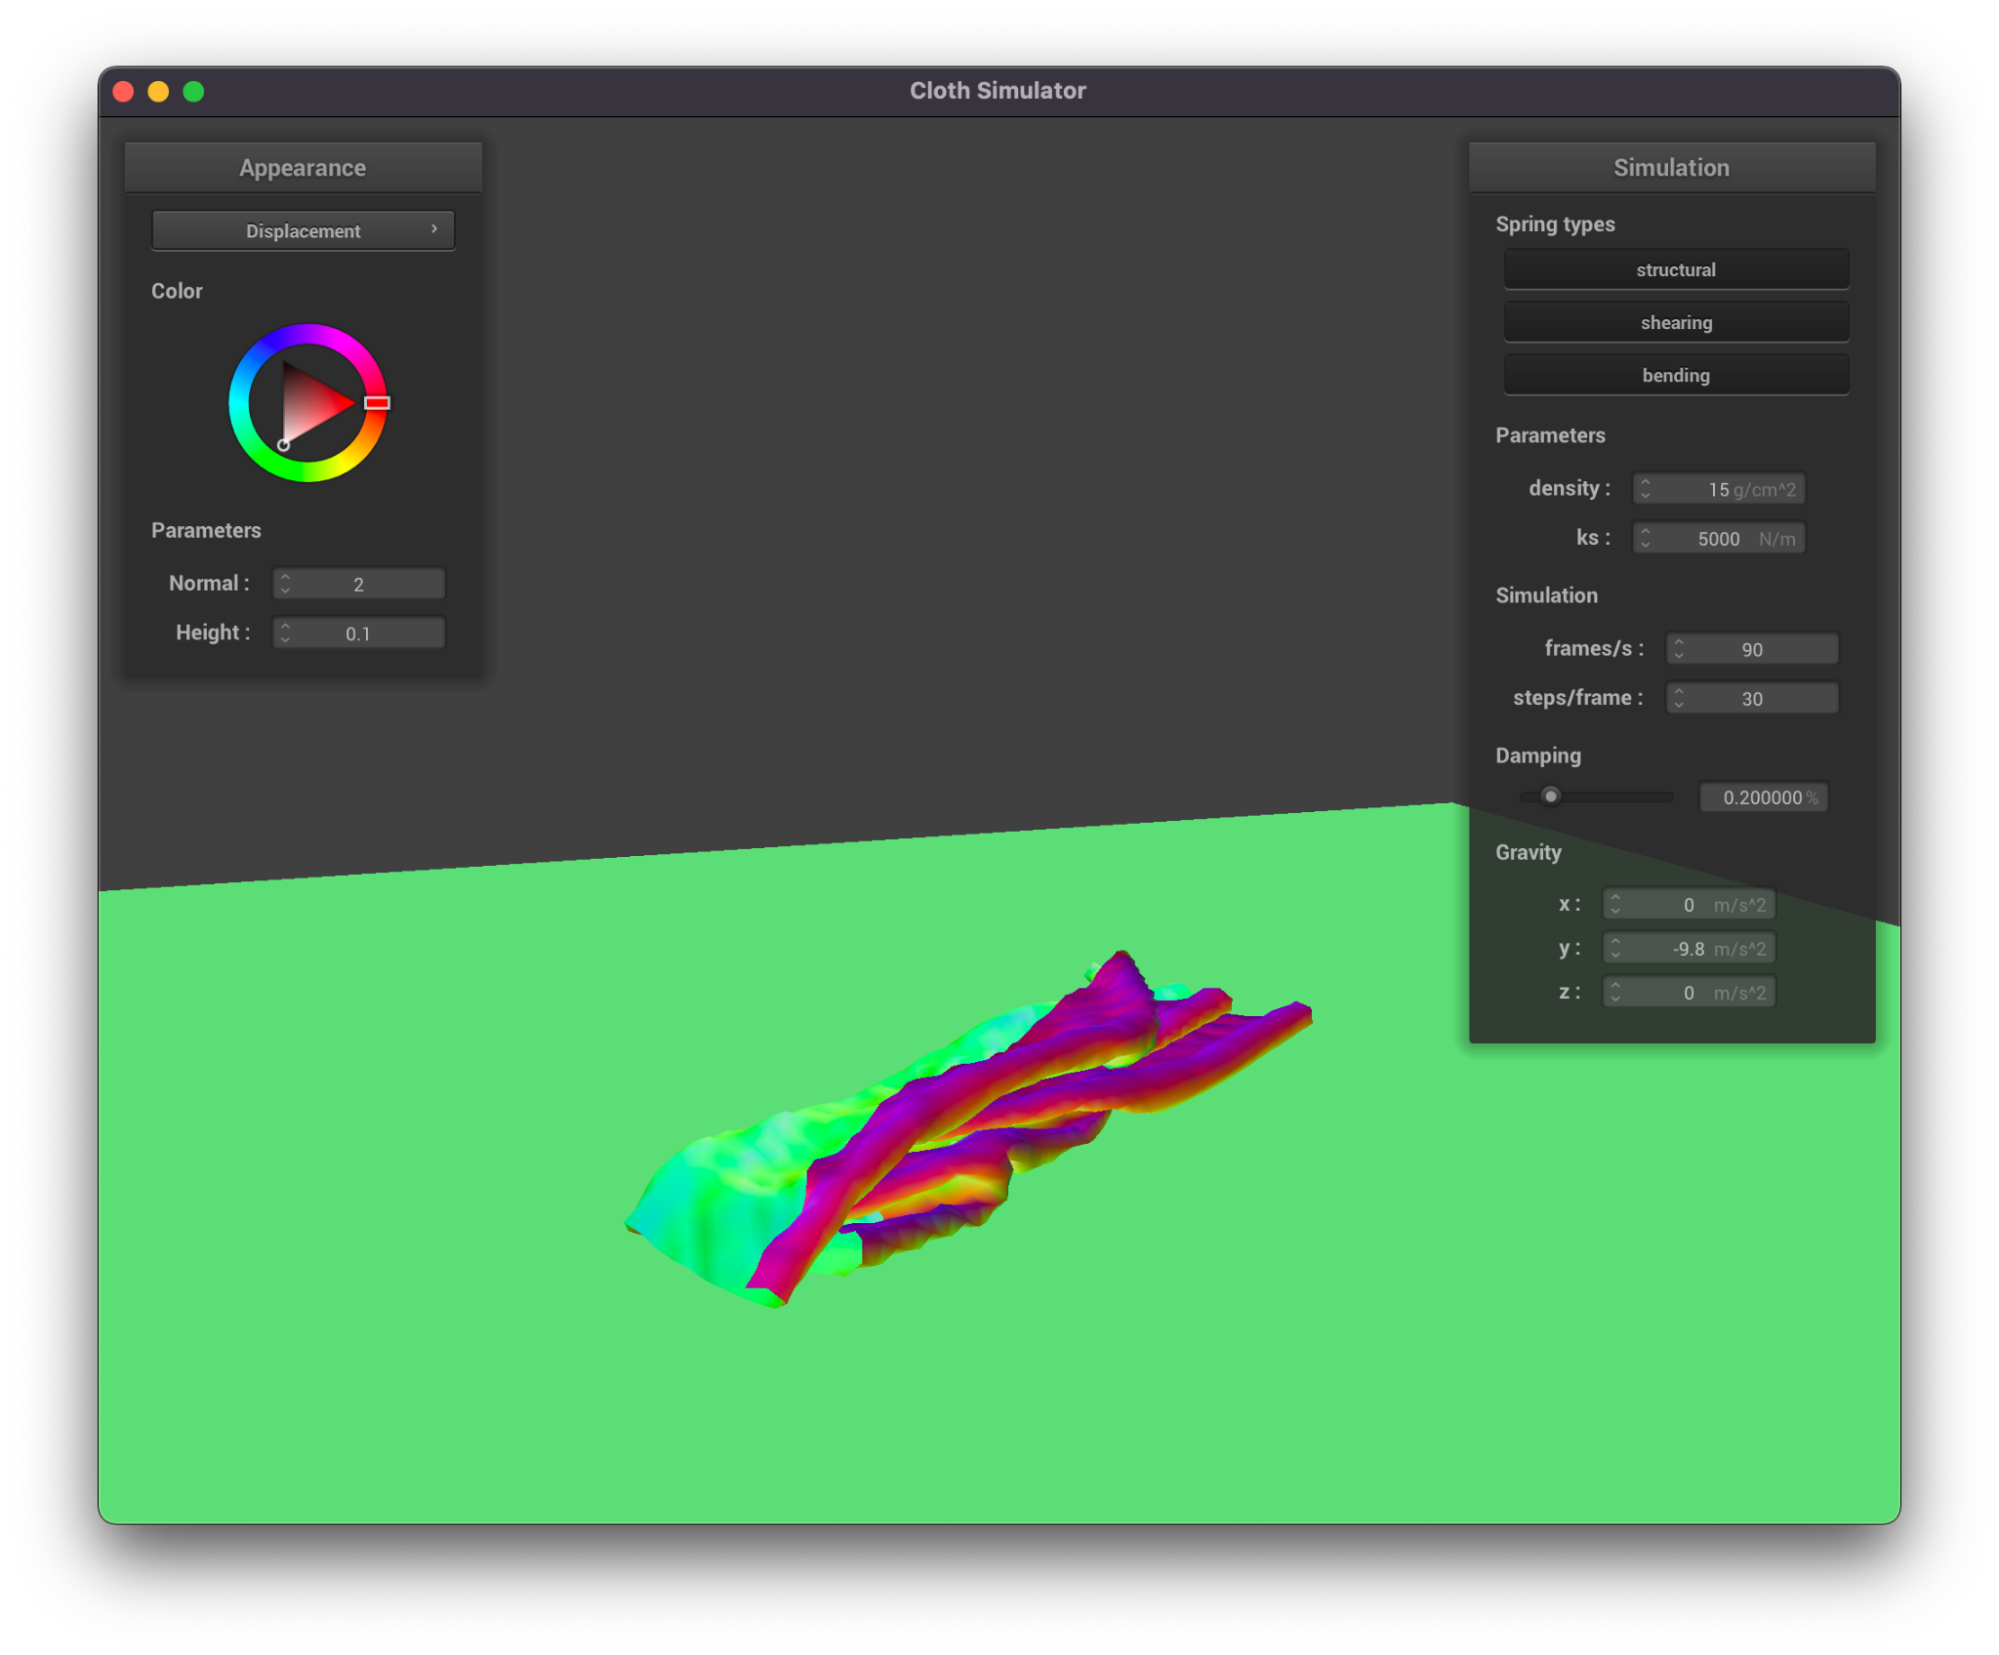 Cloth Simulator
Appearance
Displacement
Color
Parameters
Normal : 2
Height : 0.1
Simulation
Spring types
structural
shearing
bending
Parameters
density : 15 g/cm^2
ks : 5000 N/m
Simulation
frames/s : 90
steps/frame : 30
Damping
0.200000 %
Gravity
x : 0 m/s^2
y : -9.8 m/s^2
z : 0 m/s^2